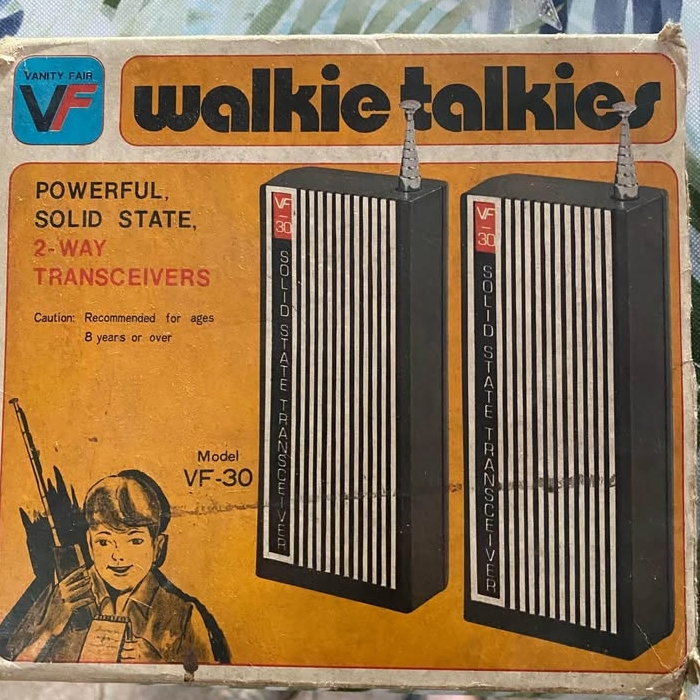 VANITY FAIR
VF
walkie talkies
POWERFUL,
SOLID STATE,
2-WAY
TRANSCEIVERS
Caution: Recommended for ages
8 years or over
Model
VF-30
VF
30
SOLID STATE TRANSCEIVER
VF
30
SOLID STATE TRANSCEIVER